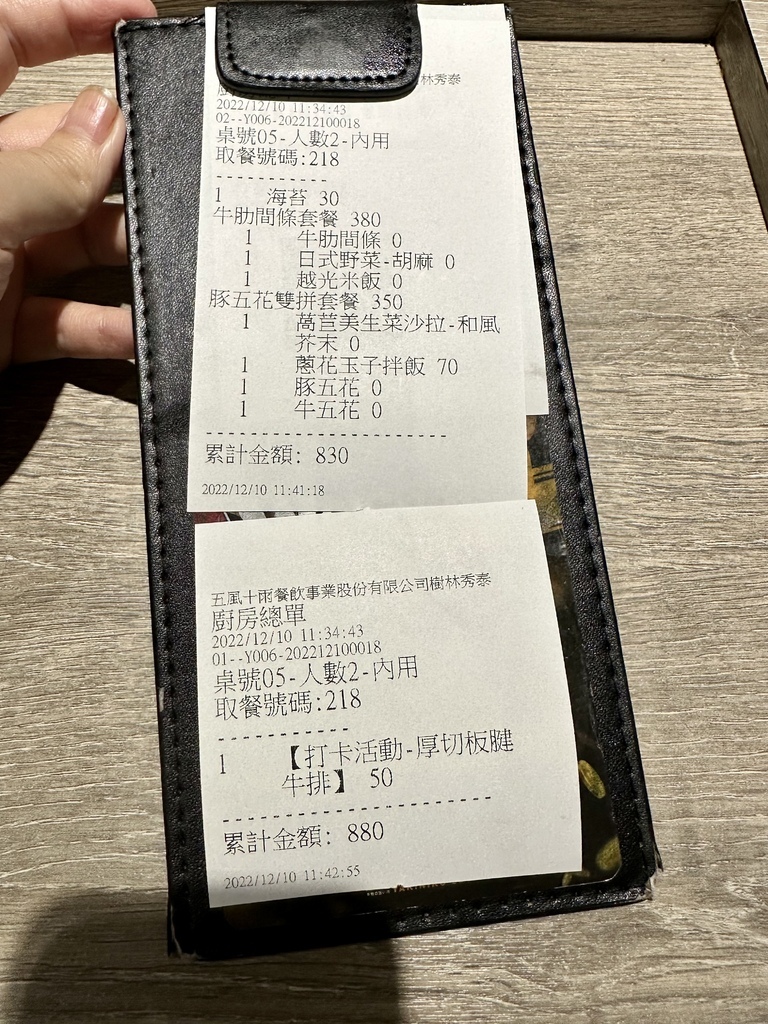 林秀泰
2022/12/10 11:34:43
02--Y006-202212100018
桌號05-人數2-內用
取餐號碼:218
-----------
1 海苔 30
牛肋間條套餐 380
1 牛肋間條 0
1 日式野菜-胡麻 0
1 越光米飯 0
豚五花雙拼套餐 350
1 萵苣美生菜沙拉-和風
芥末 0
1 蔥花玉子拌飯 70
1 豚五花 0
1 牛五花 0
-----------------------
累計金額: 830
2022/12/10 11:41:18
五風十雨餐飲事業股份有限公司樹林秀泰
廚房總單
2022/12/10 11:34:43
01--Y006-202212100018
桌號05-人數2-內用
取餐號碼:218
-----------
1 【打卡活動-厚切板腱
牛排】 50
-----------------------
累計金額: 880
2022/12/10 11:42:55